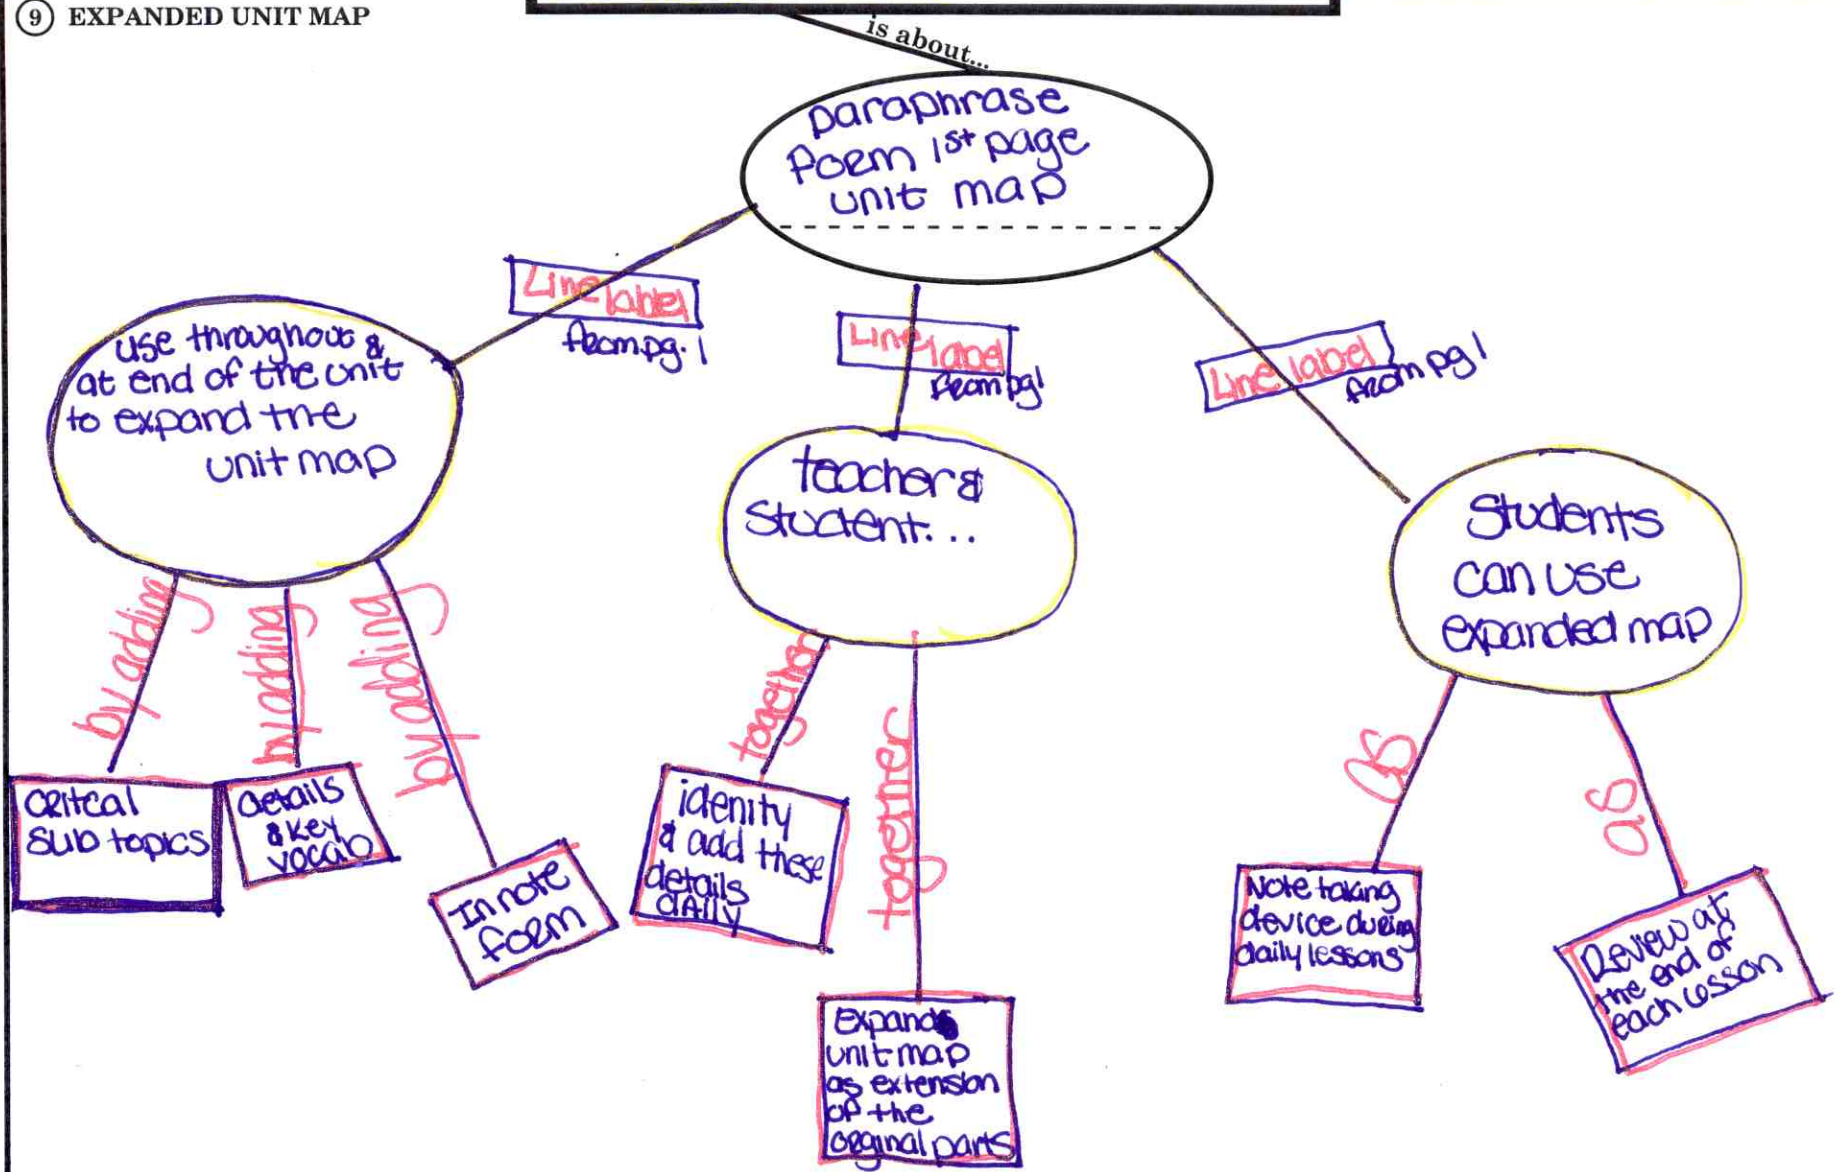 9 EXPANDED UNIT MAP
is about...
paraphrase
form 1st page
unit map
Line label
from pg. 1
Line label
from pg 1
Line label
from pg 1
use throughout &
at end of the unit
to expand the
unit map
teacher &
student...
Students
can use
expanded map
by adding
by adding
by adding
together
together
as
as
critcal
sub topics
details
& key
vocab
In note
form
idenity
& add these
details
daily
Expand
unit map
as extension
of the
orginal parts
Note taking
device during
daily lessons
Review at
the end of
each lesson